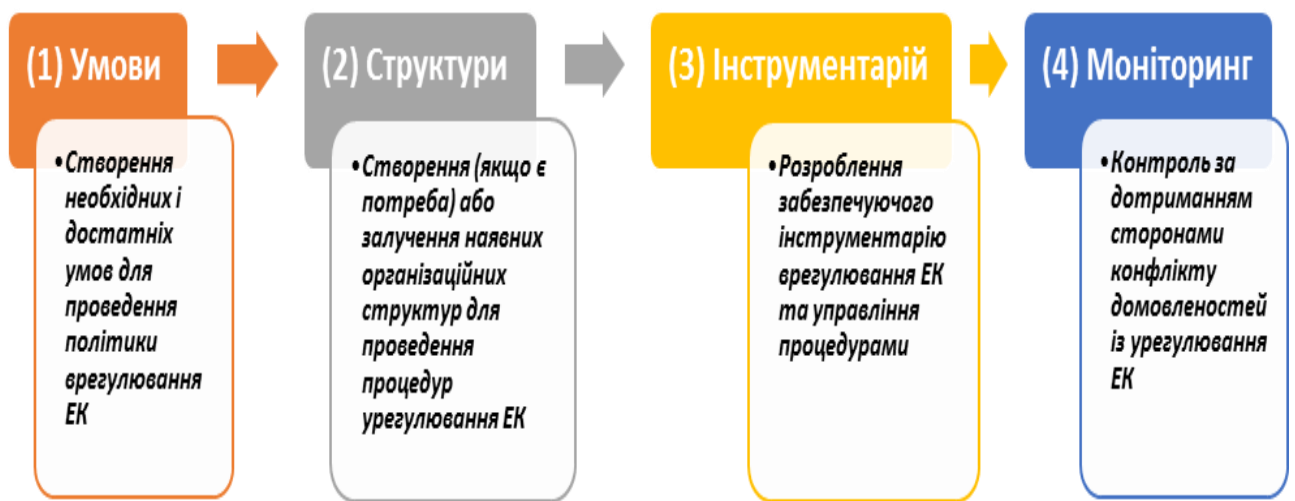 (1) Умови
•Створення
необхідних і
достатніх
умов для
проведення
політики
врегулювання
ЕК
(2) Структури
•Створення (якщо є
потреба) або
залучення наявних
організаційних
структур для
проведення
процедур
урегулювання ЕК
(3) Інструментарій
•Розроблення
забезпечуючого
інструментарію
врегулювання ЕК
та управління
процедурами
(4) Моніторинг
•Контроль за
дотриманням
сторонами
конфлікту
домовленостей
із урегулювання
ЕК